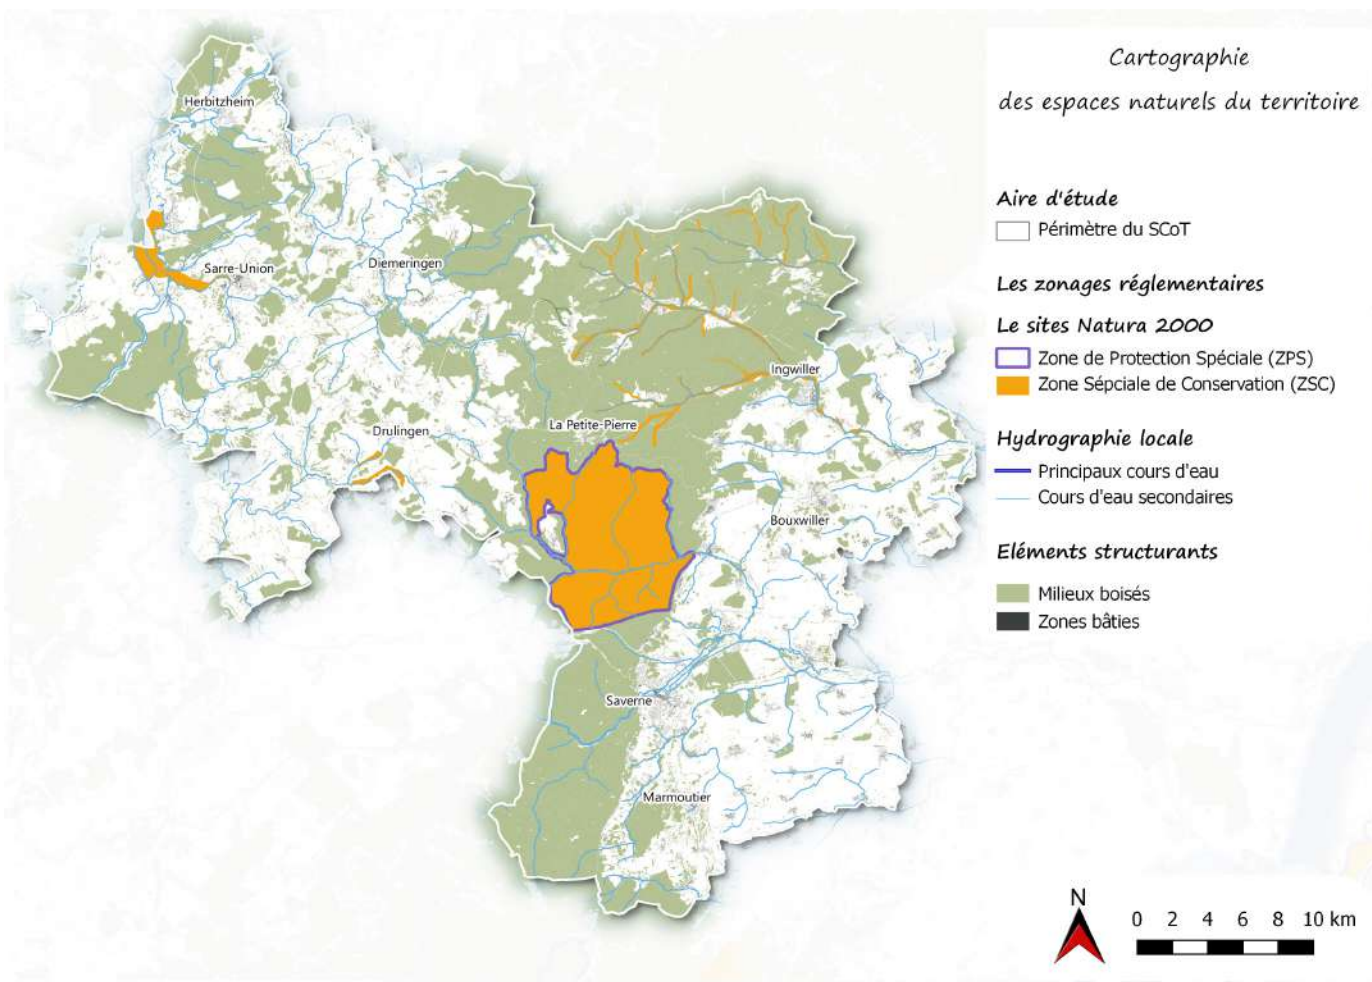 Cartographie
des espaces naturels du territoire
Aire d'étude
Périmètre du SCoT
Les zonages réglementaires
Le sites Natura 2000
Zone de Protection Spéciale (ZPS)
Zone Sépciale de Conservation (ZSC)
Hydrographie locale
Principaux cours d'eau
Cours d'eau secondaires
Eléments structurants
Milieux boisés
Zones bâties
Herbitzheim
Sarre-Union
Diemeringen
Ingwiller
La Petite-Pierre
Drulingen
Bouxwiller
Saverne
Marmoutier
N
0 2 4 6 8 10 km